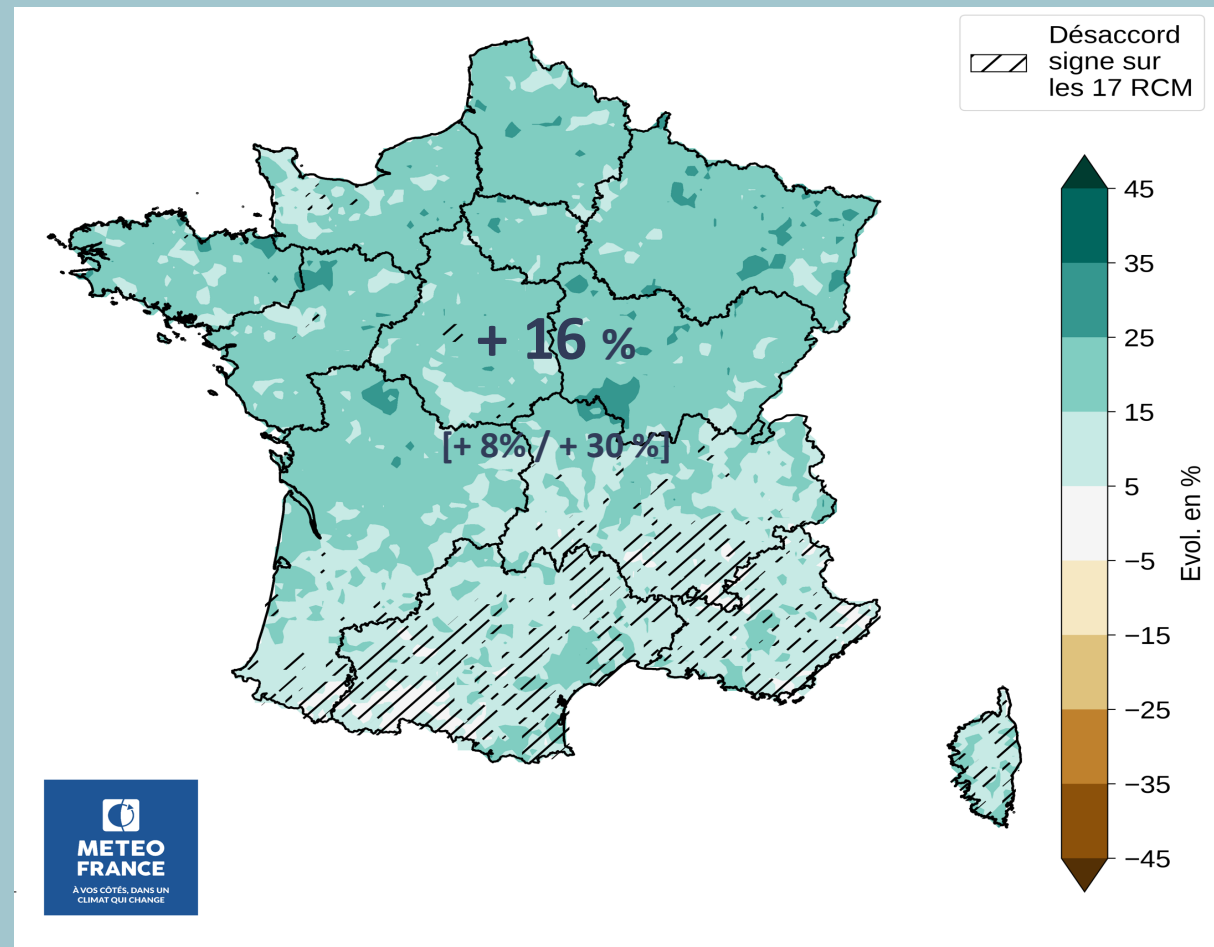 Désaccord
signe sur
les 17 RCM
+ 16 %
[+ 8% / + 30 %]
45
35
25
15
5
−5
−15
−25
−35
−45
Evol. en %
METEO
FRANCE
À VOS CÔTÉS, DANS UN
CLIMAT QUI CHANGE